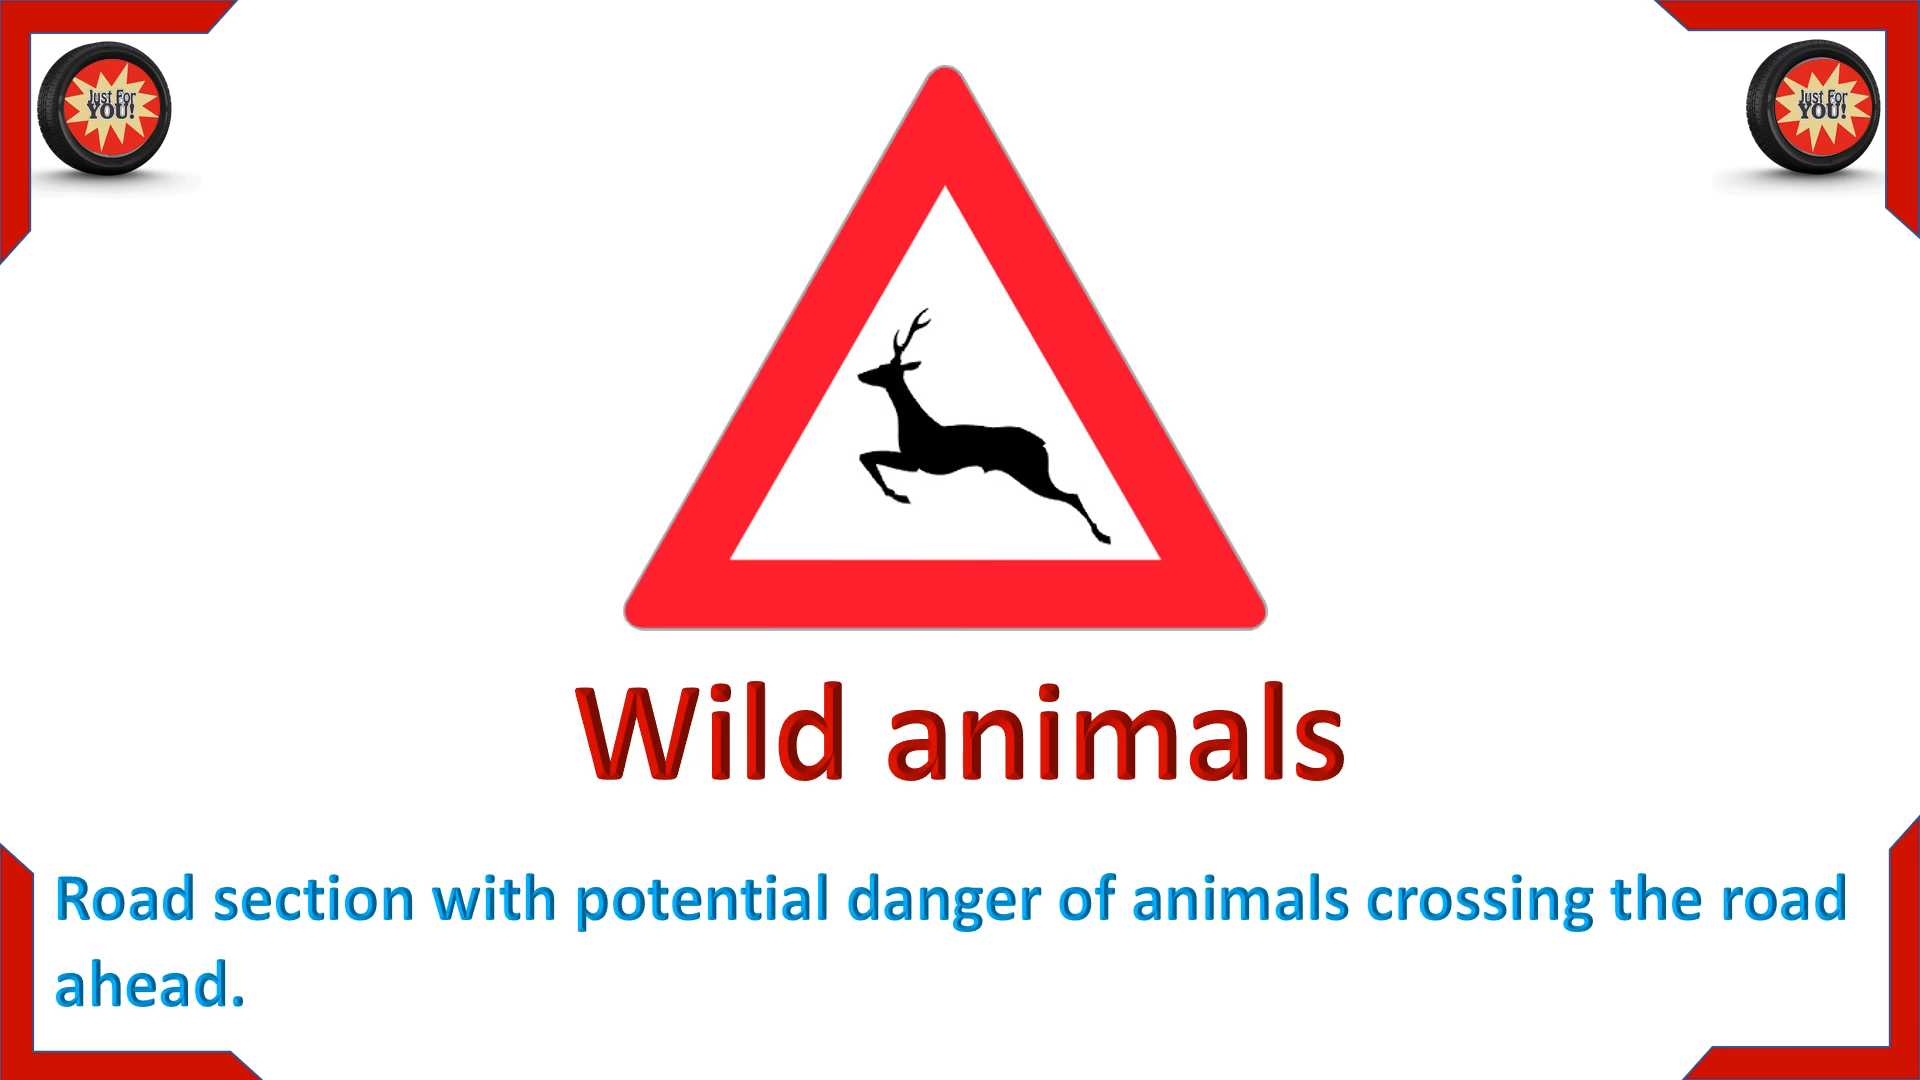 Just For
YOU!
Just For
YOU!
Wild animals
Road section with potential danger of animals crossing the road
ahead.